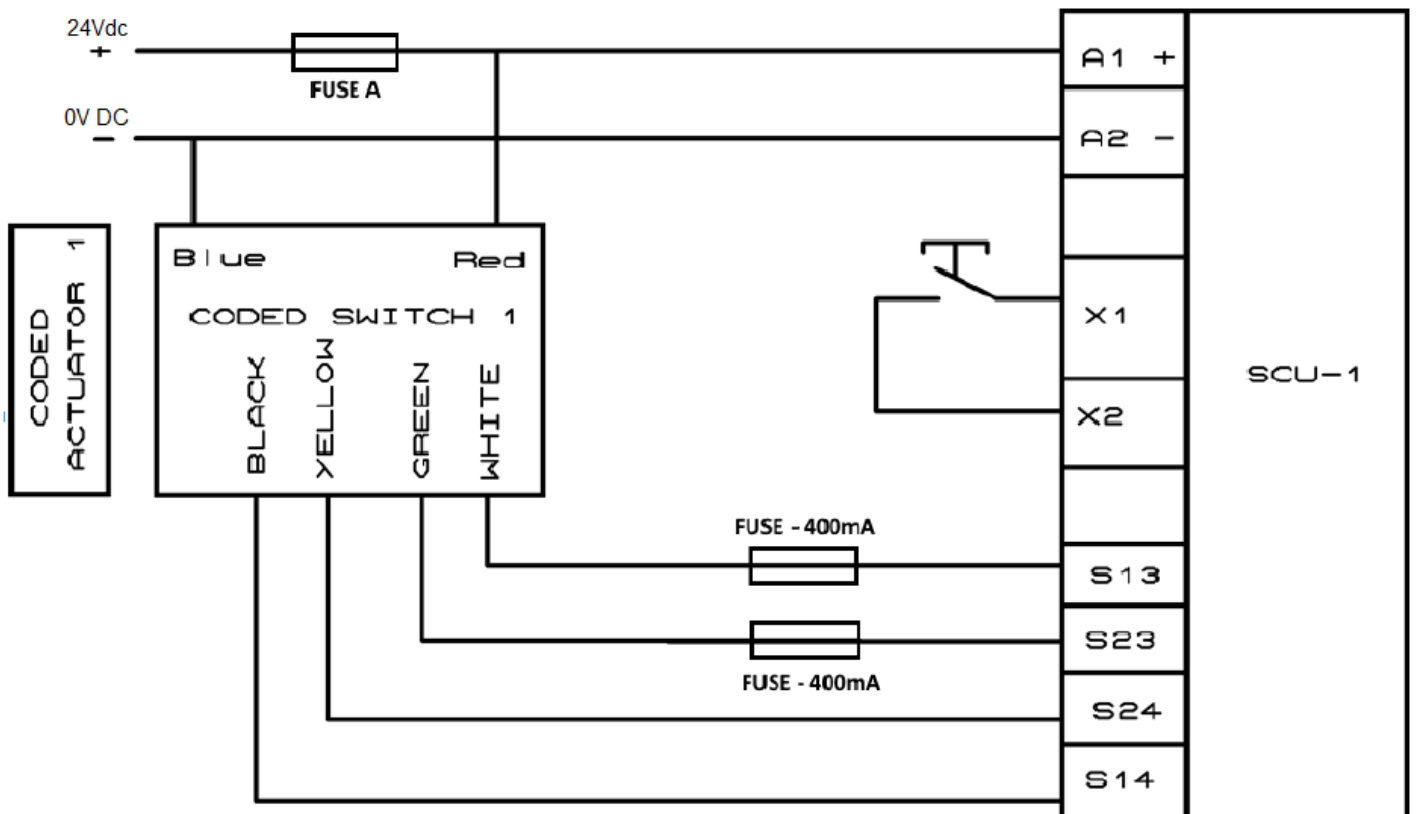 24Vdc
+
FUSE A
0V DC
−
A1 +
A2 −
Blue
Red
CODED SWITCH 1
BLACK
YELLOW
GREEN
WHITE
CODED
ACTUATOR 1
X1
X2
SCU-1
FUSE - 400mA
S13
S23
FUSE - 400mA
S24
S14